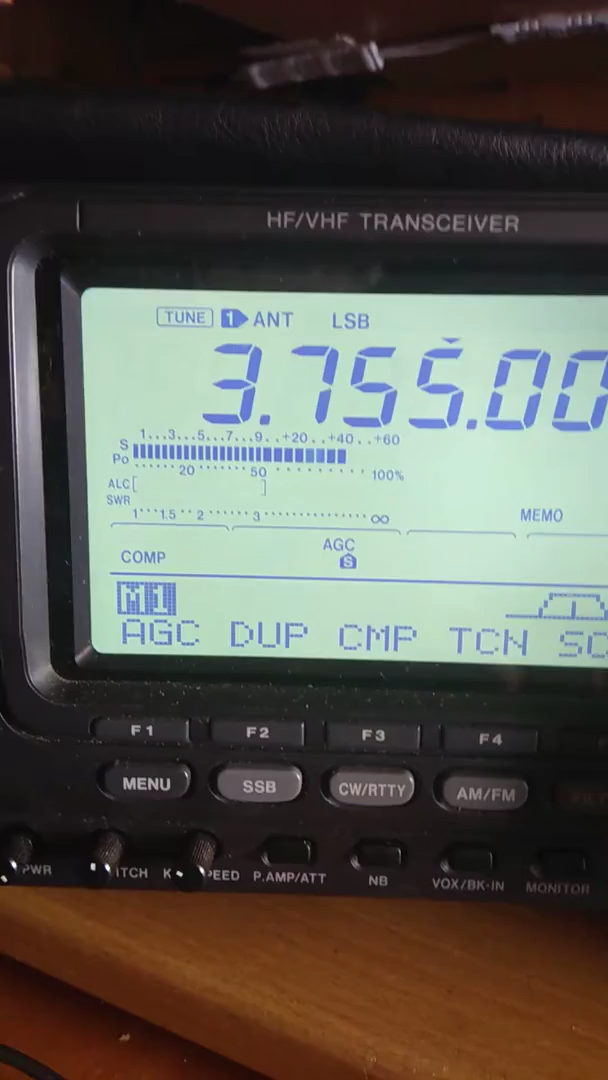 HF/VHF TRANSCEIVER
TUNE 1 ANT LSB
3.755.00
S 1...3...5...7...9..+20..+40..+60
Po 20 50 100%
ALC
SWR 1 1.5 2 3 ∞
MEMO
COMP AGC
S
M1
AGC DUP CMP TCN
F1 F2 F3 F4
MENU SSB CW/RTTY AM/FM
PWR P.AMP/ATT NB VOX/BK-IN MONITOR